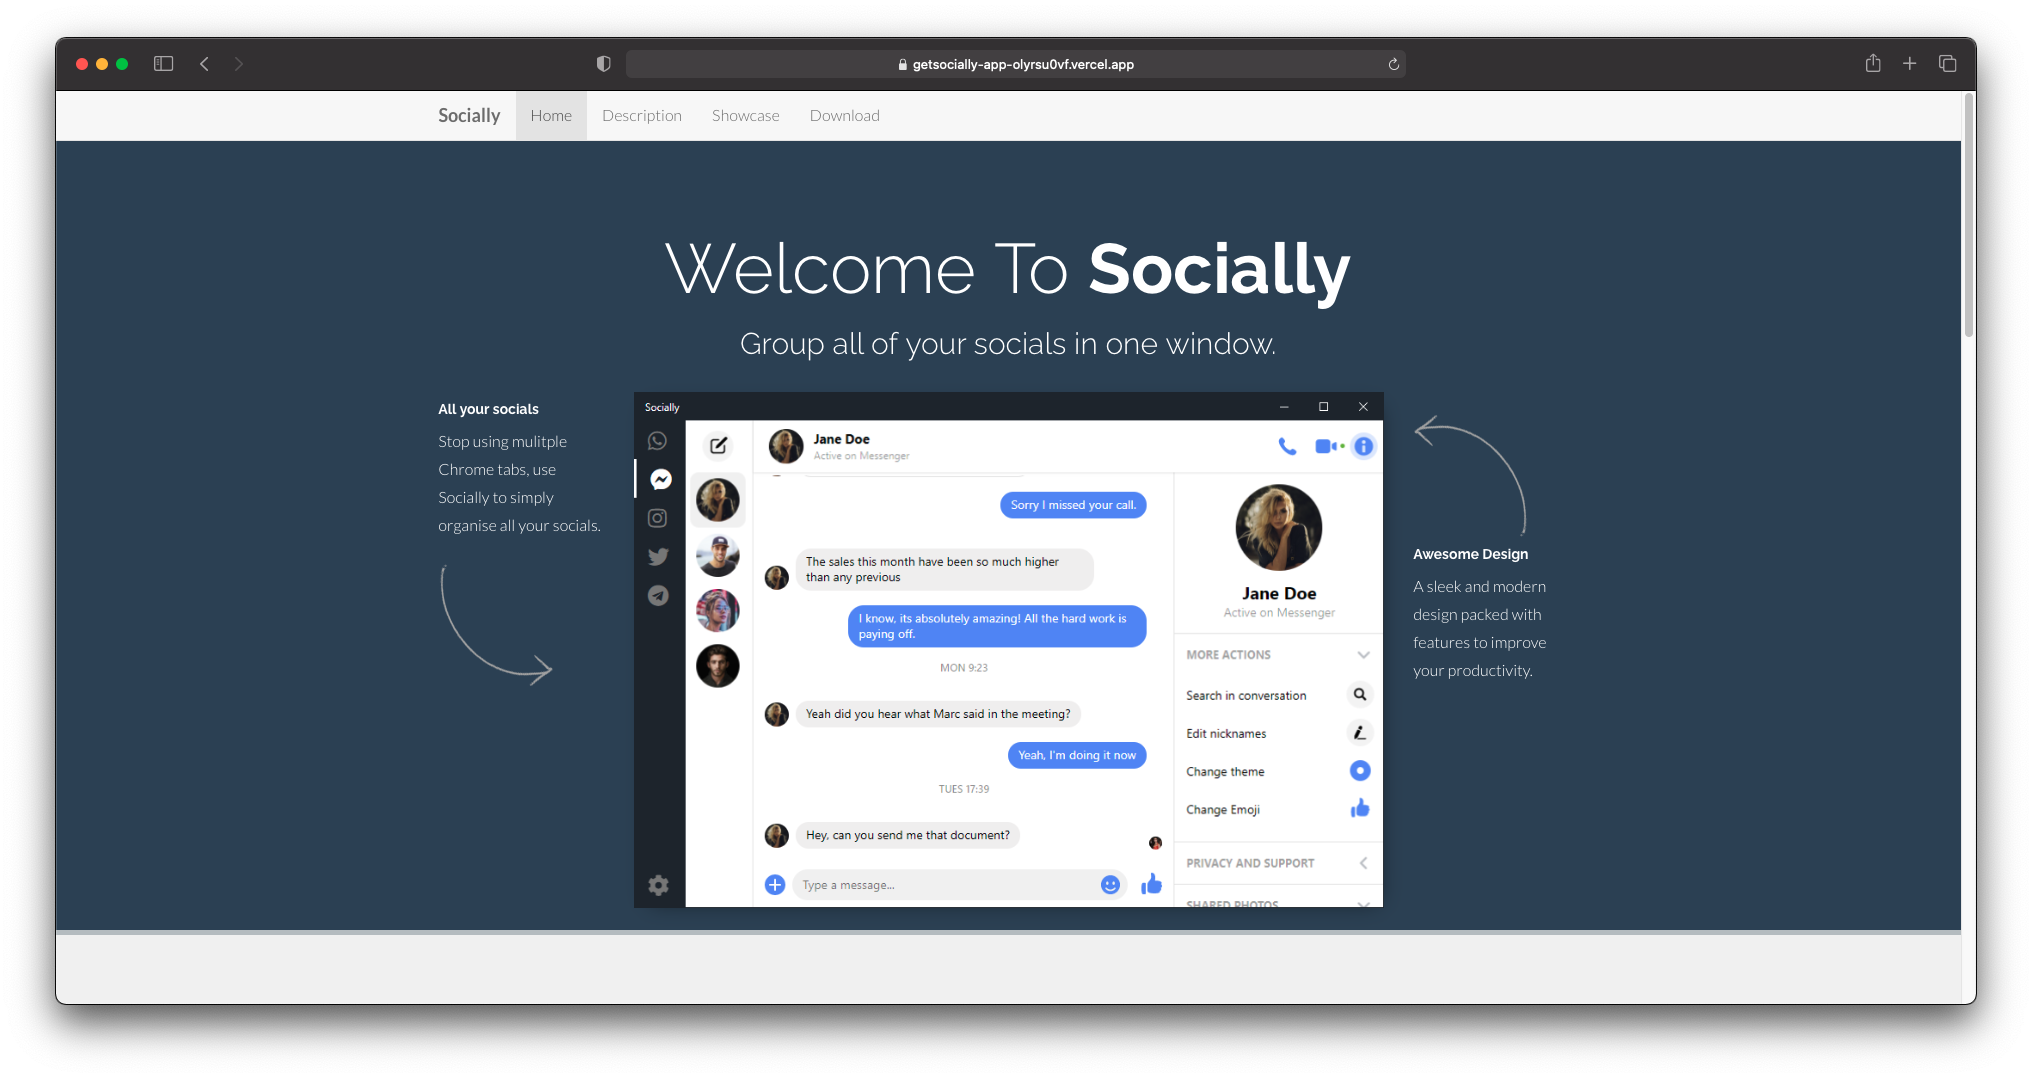 getsocially-app-olyrsu0vf.vercel.app
Socially
Home
Description
Showcase
Download
Welcome To Socially
Group all of your socials in one window.
All your socials
Stop using mulitple
Chrome tabs, use
Socially to simply
organise all your socials.
Socially
Jane Doe
Active on Messenger
Sorry I missed your call.
The sales this month have been so much higher
than any previous
I know, its absolutely amazing! All the hard work is
paying off.
MON 9:23
Yeah did you hear what Marc said in the meeting?
Yeah, I'm doing it now
TUES 17:39
Hey, can you send me that document?
Type a message...
Jane Doe
Active on Messenger
MORE ACTIONS
Search in conversation
Edit nicknames
Change theme
Change Emoji
PRIVACY AND SUPPORT
SHARED PHOTOS
Awesome Design
A sleek and modern
design packed with
features to improve
your productivity.